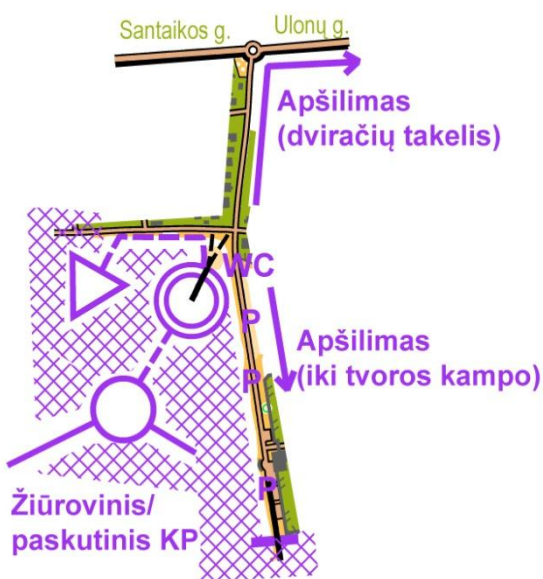 Santaikos g. Ulonų g.
Apšilimas
(dviračių takelis)
WC
P
Apšilimas
(iki tvoros kampo)
P
P
Žiūrovinis/
paskutinis KP